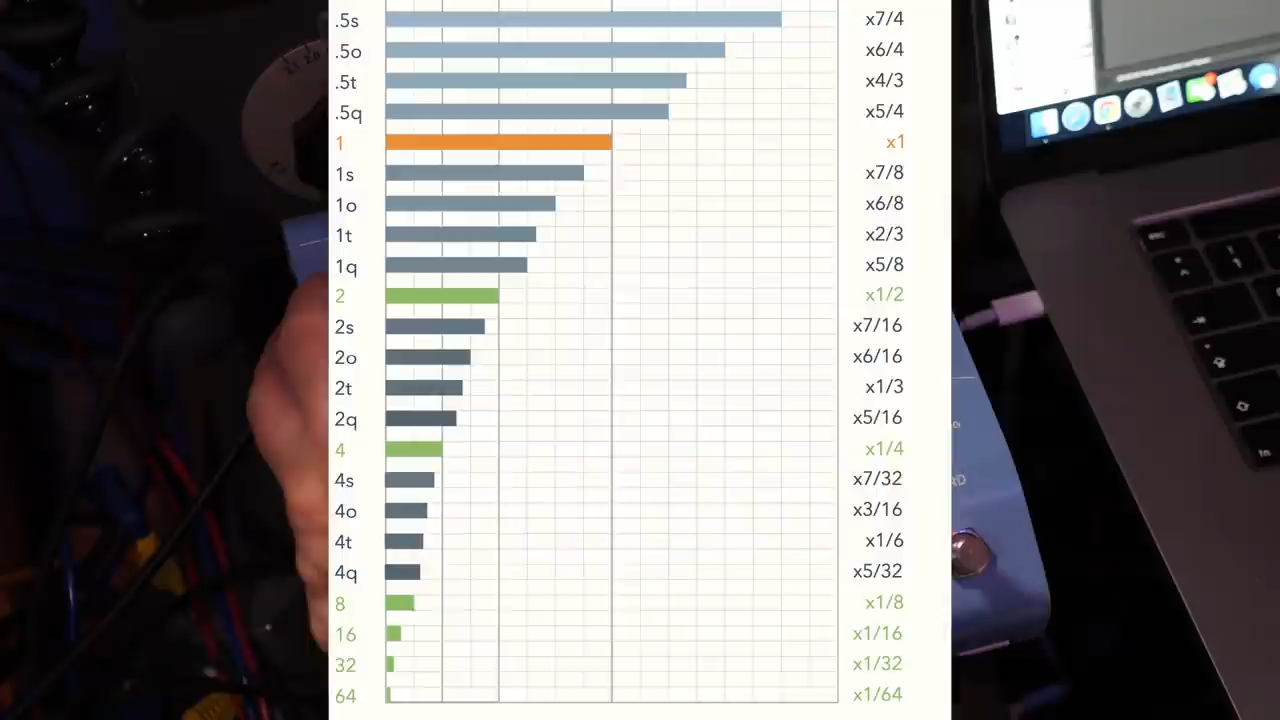 .5s x7/4
.5o x6/4
.5t x4/3
.5q x5/4
1 x1
1s x7/8
1o x6/8
1t x2/3
1q x5/8
2 x1/2
2s x7/16
2o x6/16
2t x1/3
2q x5/16
4 x1/4
4s x7/32
4o x3/16
4t x1/6
4q x5/32
8 x1/8
16 x1/16
32 x1/32
64 x1/64
esc